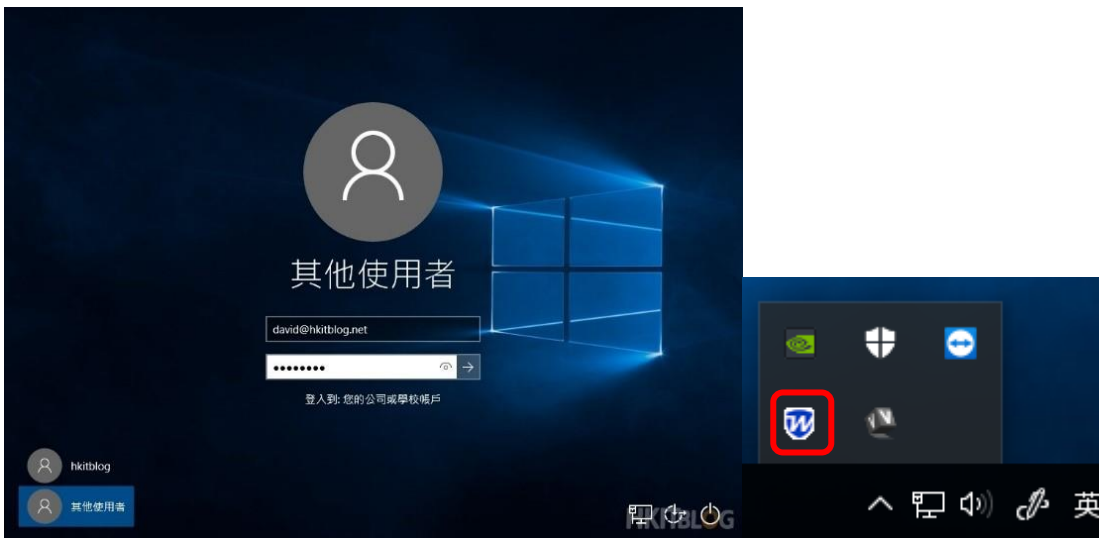 其他使用者
david@hkitblog.net
登入到: 您的公司或學校帳戶
hkitblog
其他使用者
HKITBLOG
W
N
英